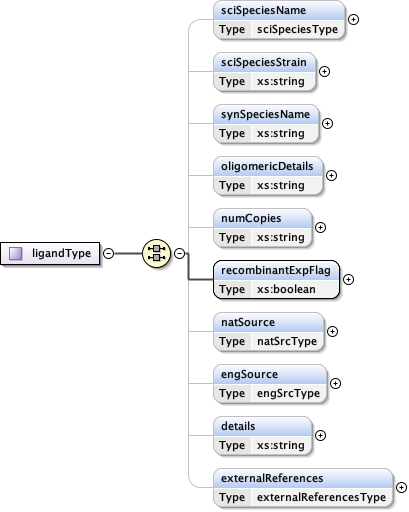 sciSpeciesName
Type sciSpeciesType
sciSpeciesStrain
Type xs:string
synSpeciesName
Type xs:string
oligomericDetails
Type xs:string
numCopies
Type xs:string
ligandType
recombinantExpFlag
Type xs:boolean
natSource
Type natSrcType
engSource
Type engSrcType
details
Type xs:string
externalReferences
Type externalReferencesType